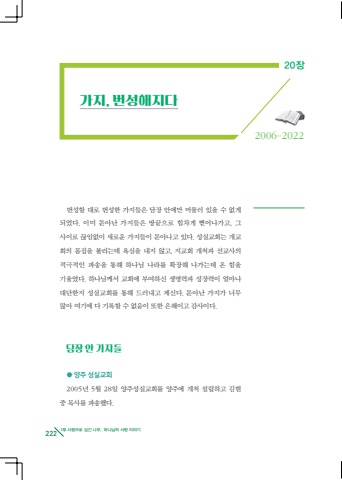 20장
가지, 번성해지다
2006-2022
번성할 대로 번성한 가지들은 담장 안에만 머물러 있을 수 없게
되었다. 이미 돋아난 가지들은 땅끝으로 힘차게 뻗어나가고, 그
사이로 끊임없이 새로운 가지들이 돋아나고 있다. 성실교회는 개교
회의 몸집을 불리는데 욕심을 내지 않고, 지교회 개척과 선교사의
적극적인 파송을 통해 하나님 나라를 확장해 나가는데 온 힘을
기울였다. 하나님께서 교회에 부여하신 생명력과 성장력이 얼마나
대단한지 성실교회를 통해 드러내고 계신다. 돋아난 가지가 너무
많아 여기에 다 기록할 수 없음이 또한 은혜이고 감사이다.
담장 안 가지들
● 양주 성실교회
2005년 5월 28일 양주성실교회를 양주에 개척 설립하고 김현
중 목사를 파송했다.
222
1부 사랑으로 심긴 나무, 하나님의 사랑 이야기